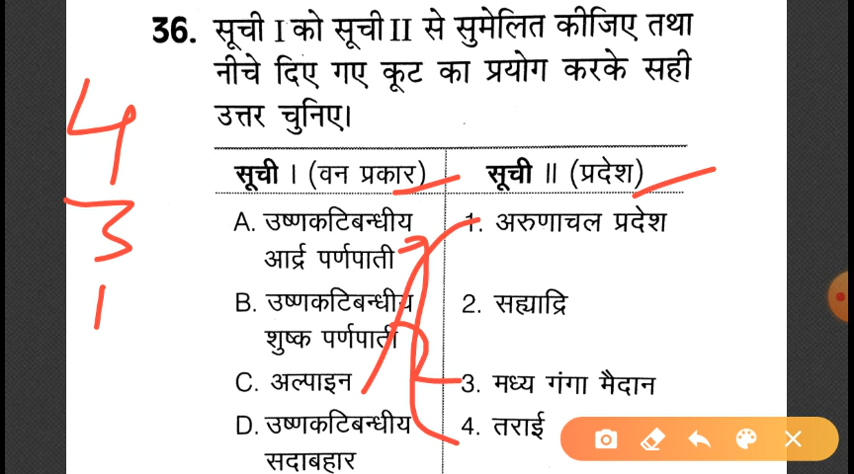 36. सूची I को सूची II से सुमेलित कीजिए तथा
नीचे दिए गए कूट का प्रयोग करके सही
उत्तर चुनिए।
सूची I (वन प्रकार) सूची II (प्रदेश)
A. उष्णकटिबन्धीय 1. अरुणाचल प्रदेश
आर्द्र पर्णपाती
B. उष्णकटिबन्धीय 2. सह्याद्रि
शुष्क पर्णपाती
C. अल्पाइन 3. मध्य गंगा मैदान
D. उष्णकटिबन्धीय 4. तराई
सदाबहार
4
3
1